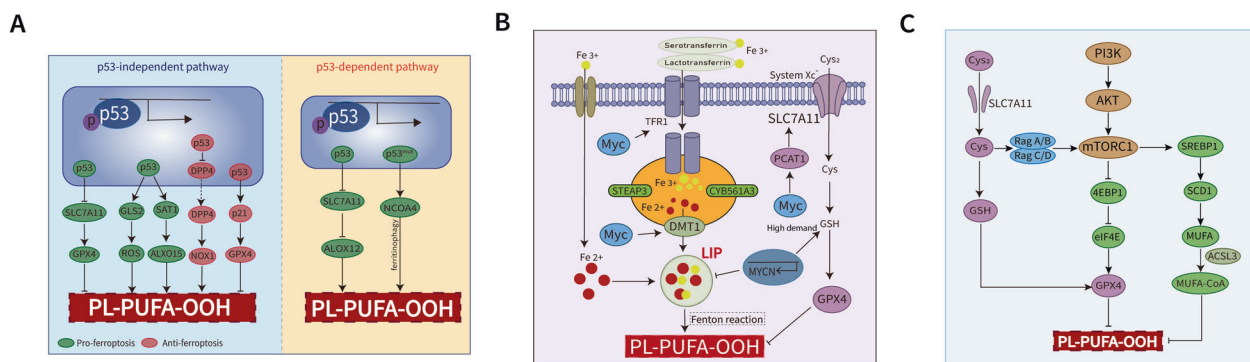 A
p53-independent pathway
p53-dependent pathway
p
p53
p
p53
p53
p53
p53
p53
p53
p53ᵐᵘᵗ
DPP4
SLC7A11
GLS2
SAT1
DPP4
p21
SLC7A11
NCOA4
GPX4
ROS
ALXO15
NOX1
GPX4
ALOX12
ferritinophagy
PL-PUFA-OOH
PL-PUFA-OOH
Pro-ferroptosis
Anti-ferroptosis
B
Fe 3+
Serotransferrin
Lactotransferrin
Fe 3+
Cys₂
System Xc⁻
TFR1
SLC7A11
Myc
PCAT1
Fe 3+
STEAP3
CYB561A3
Cys
Fe 2+
Myc
DMT1
Myc
High demand
GSH
LIP
Fe 2+
MYCN
GPX4
Fenton reaction
PL-PUFA-OOH
C
Cys₂
PI3K
SLC7A11
AKT
Cys
Rag A/B
Rag C/D
mTORC1
SREBP1
4EBP1
SCD1
GSH
eIF4E
MUFA
ACSL3
GPX4
MUFA-CoA
PL-PUFA-OOH